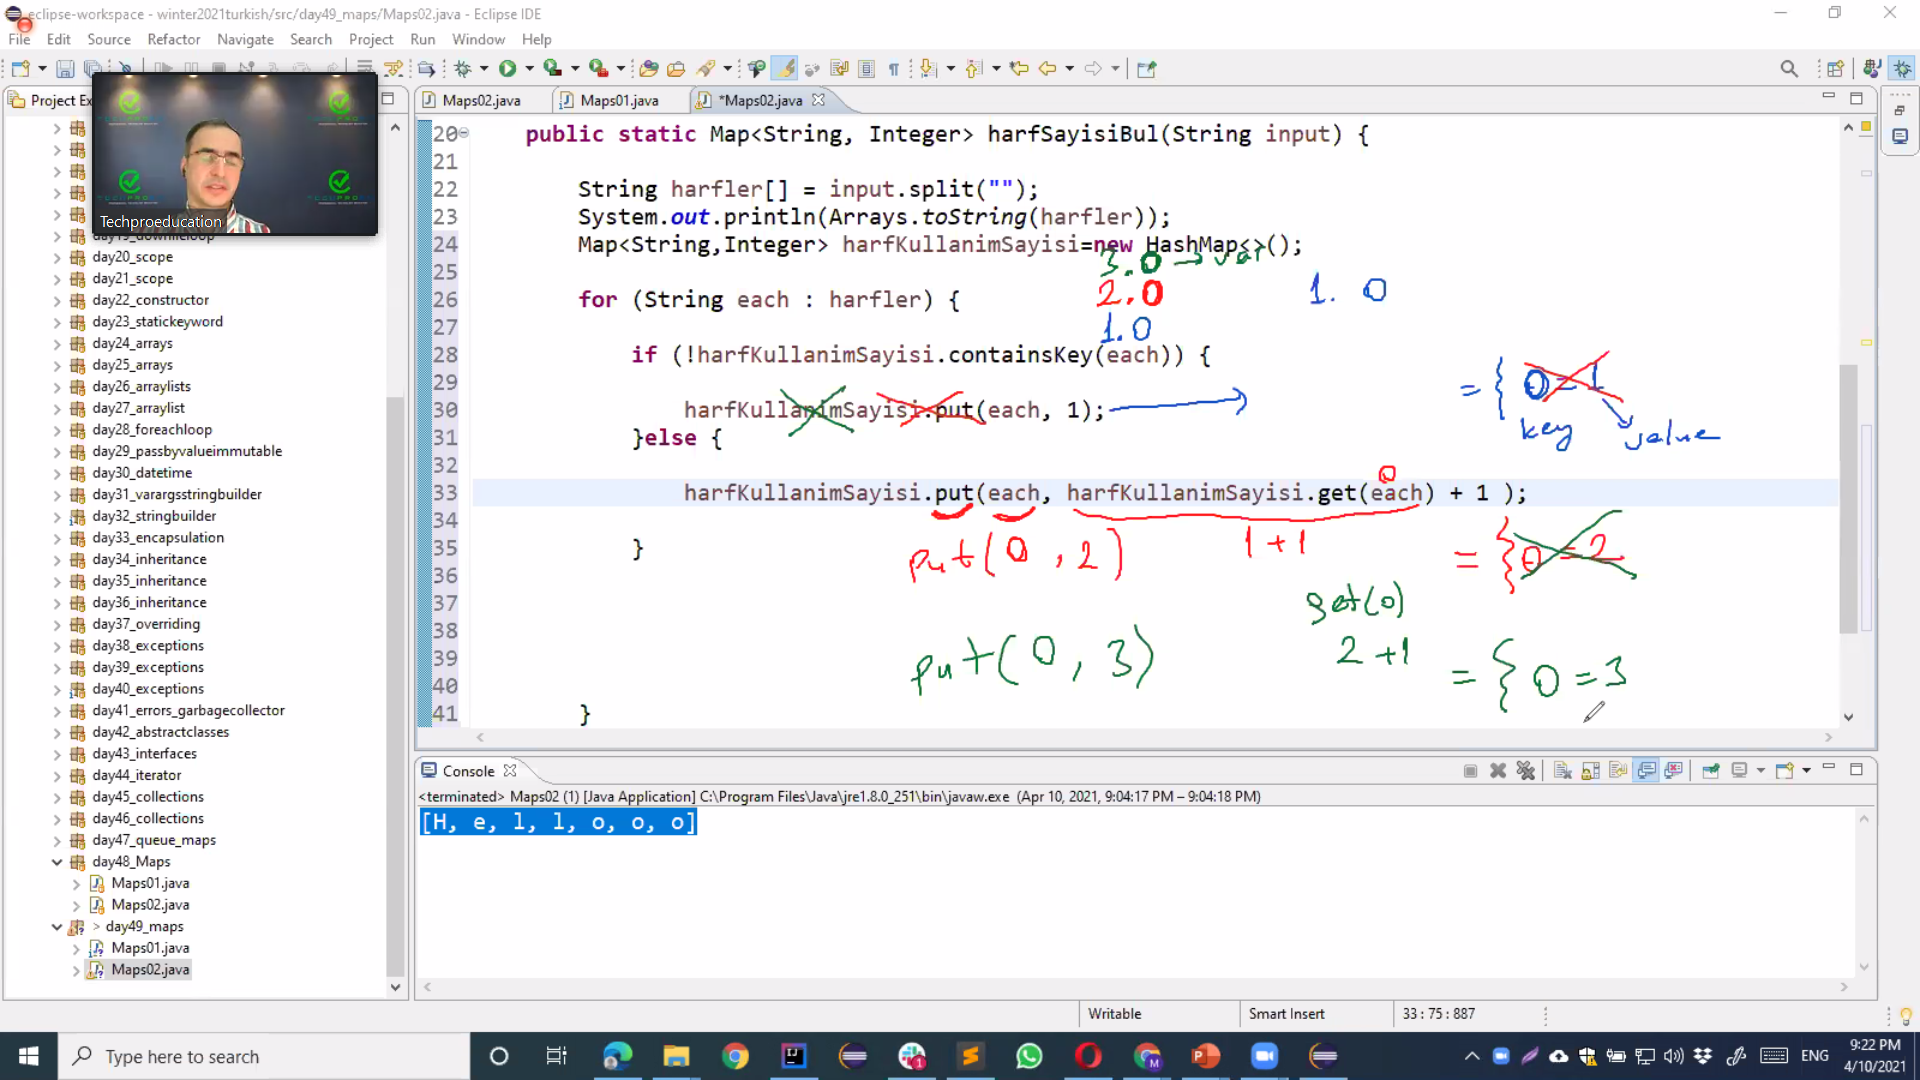 eclipse-workspace - winter2021turkish/src/day49_maps/Maps02.java - Eclipse IDE
File Edit Source Refactor Navigate Search Project Run Window Help
Project Ex
Techproeducation
day20_scope
day21_scope
day22_constructor
day23_statickeyword
day24_arrays
day25_arrays
day26_arraylists
day27_arraylist
day28_foreachloop
day29_passbyvalueimmutable
day30_datetime
day31_varargsstringbuilder
day32_stringbuilder
day33_encapsulation
day34_inheritance
day35_inheritance
day36_inheritance
day37_overriding
day38_exceptions
day39_exceptions
day40_exceptions
day41_errors_garbagecollector
day42_abstractclasses
day43_interfaces
day44_iterator
day45_collections
day46_collections
day47_queue_maps
day48_Maps
Maps01.java
Maps02.java
> day49_maps
Maps01.java
Maps02.java
Maps02.java Maps01.java *Maps02.java
20 public static Map<String, Integer> harfSayisiBul(String input) {
21
22 String harfler[] = input.split("");
23 System.out.println(Arrays.toString(harfler));
24 Map<String,Integer> harfKullanimSayisi=new HashMap<>();
25 3.o → var
26 for (String each : harfler) { 2.o 1. o
27 1.o
28 if (!harfKullanimSayisi.containsKey(each)) {
29 = { o = 1
30 harfKullanimSayisi.put(each, 1);
31 }else { key value
32 o
33 harfKullanimSayisi.put(each, harfKullanimSayisi.get(each) + 1 );
34
35 } put(o, 2) 1+1 = { o = 2
36
37 get(o)
38
39 put(o, 3) 2+1 = { o = 3
40
41 }
Console
<terminated> Maps02 (1) [Java Application] C:\Program Files\Java\jre1.8.0_251\bin\javaw.exe (Apr 10, 2021, 9:04:17 PM – 9:04:18 PM)
[H, e, l, l, o, o, o]
Writable Smart Insert 33 : 75 : 887
Type here to search
ENG
9:22 PM
4/10/2021